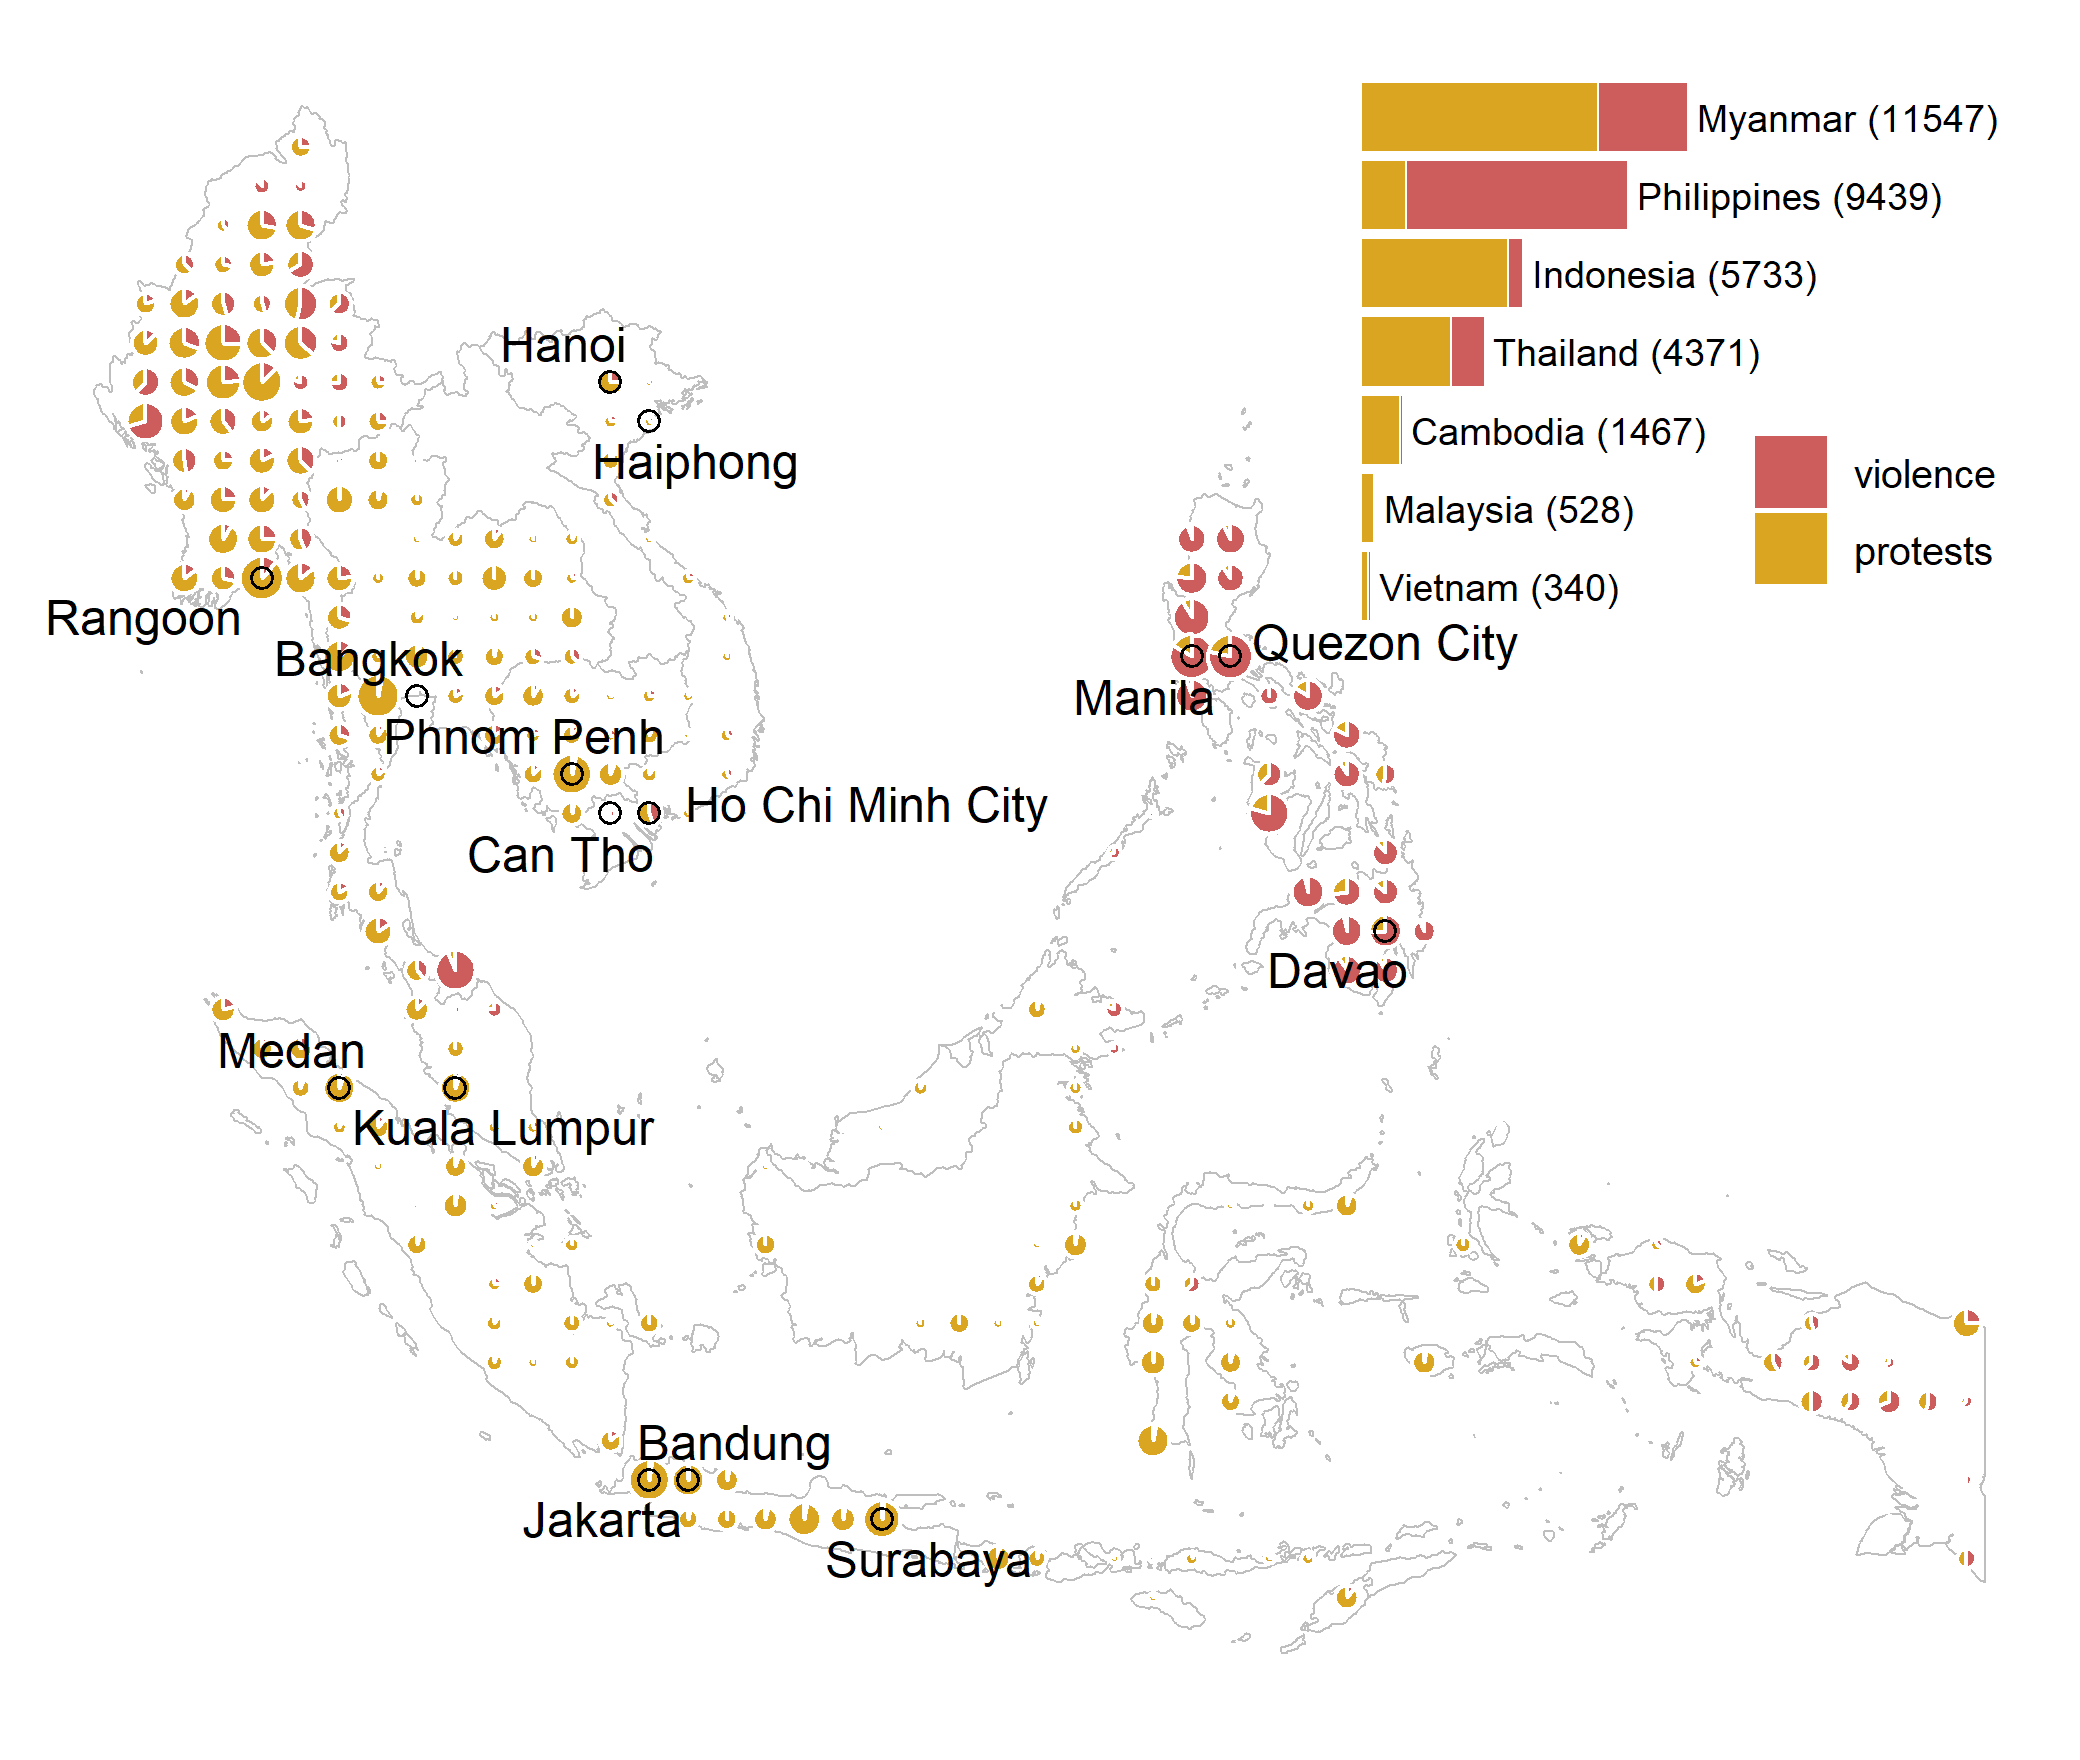 Myanmar (11547)
Philippines (9439)
Indonesia (5733)
Thailand (4371)
Cambodia (1467)
Malaysia (528)
Vietnam (340)
violence
protests
Hanoi
Haiphong
Rangoon
Bangkok
Quezon City
Manila
Phnom Penh
Ho Chi Minh City
Can Tho
Davao
Medan
Kuala Lumpur
Bandung
Jakarta
Surabaya